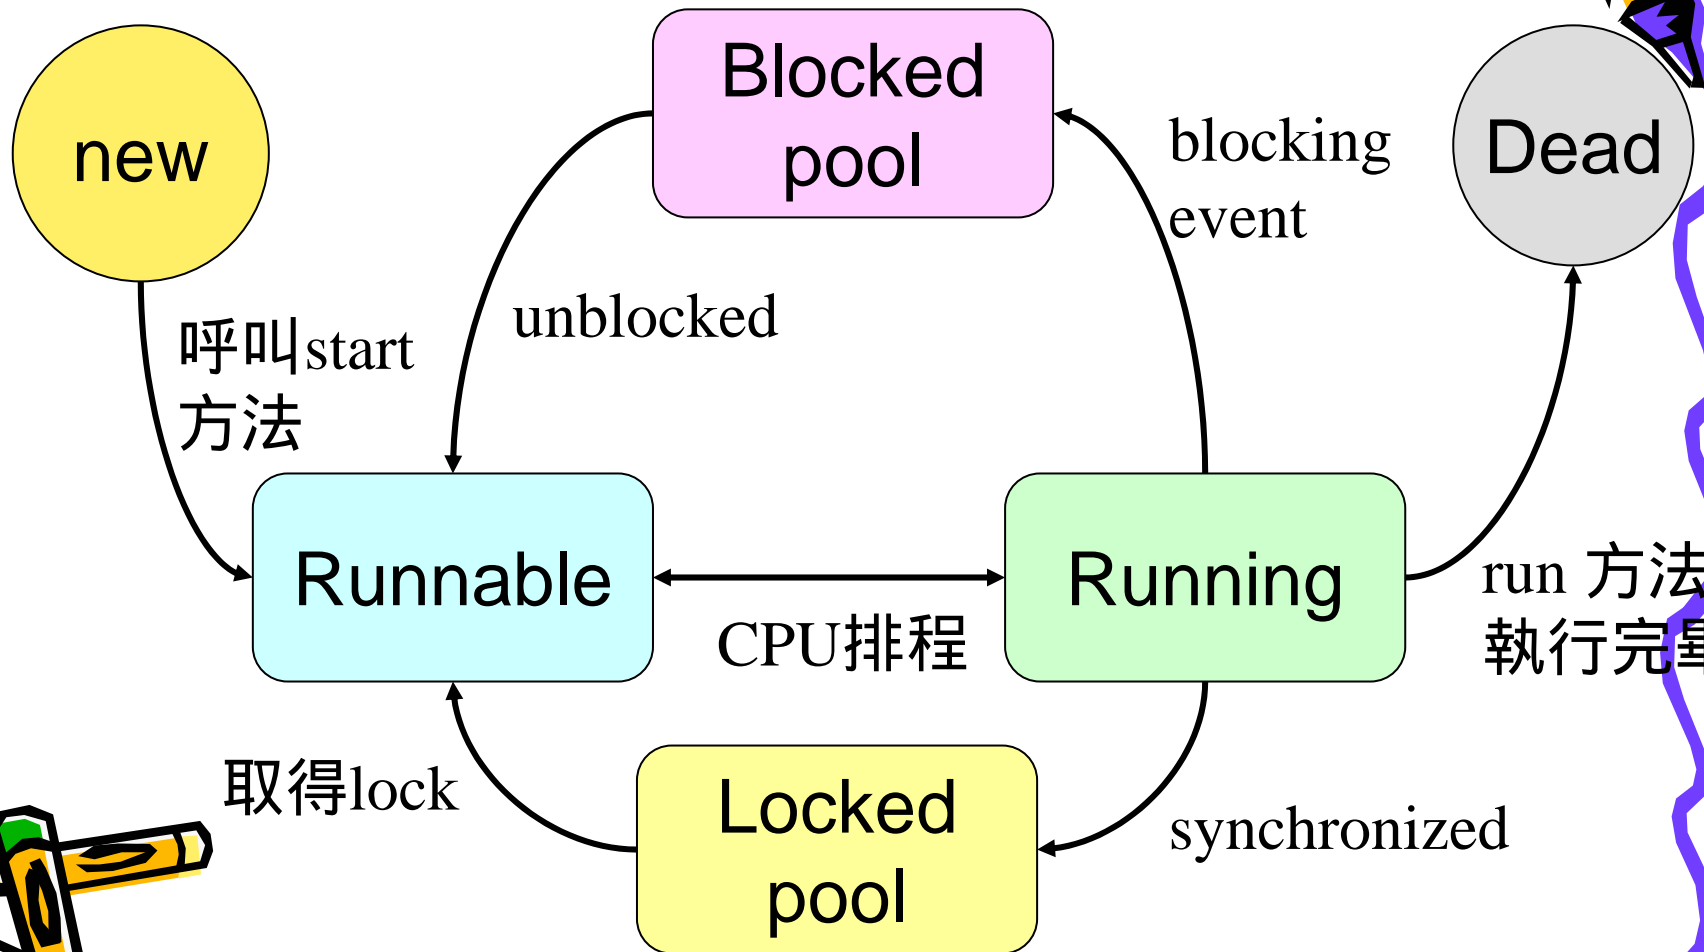 new
Blocked
pool
blocking
event
Dead
unblocked
呼叫start
方法
Runnable
Running
CPU排程
run 方法
執行完畢
取得lock
Locked
pool
synchronized